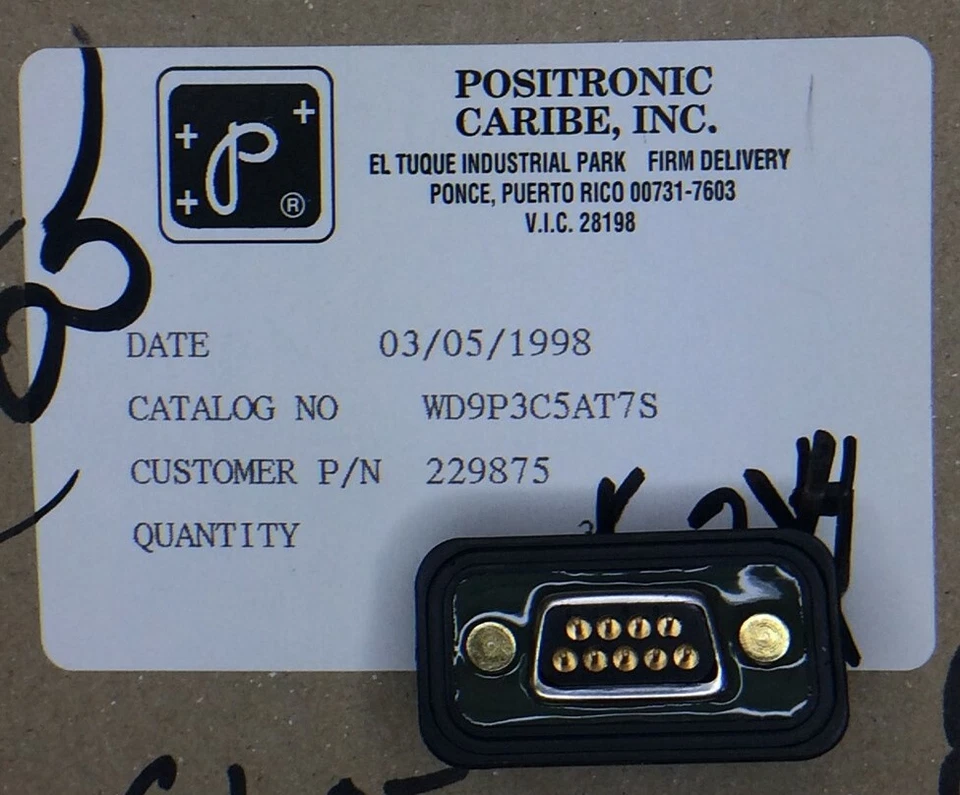 POSITRONIC
CARIBE, INC.
EL TUQUE INDUSTRIAL PARK FIRM DELIVERY
PONCE, PUERTO RICO 00731-7603
V.I.C. 28198
p
®
DATE 03/05/1998
CATALOG NO WD9P3C5AT7S
CUSTOMER P/N 229875
QUANTITY